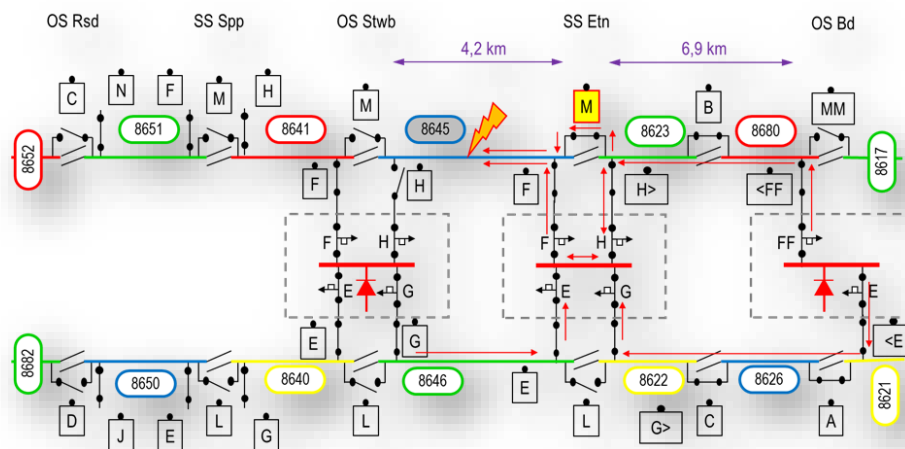 OS Rsd SS Spp OS Stwb SS Etn OS Bd
4,2 km 6,9 km
C N F M H M M B MM
8652 8651 8641 8645 8623 8680 8617
F H F H> <FF
F H F H FF
E G E G E
E G E <E
8682 8650 8640 8646 8622 8626 8621
D J E L G L L G> C A